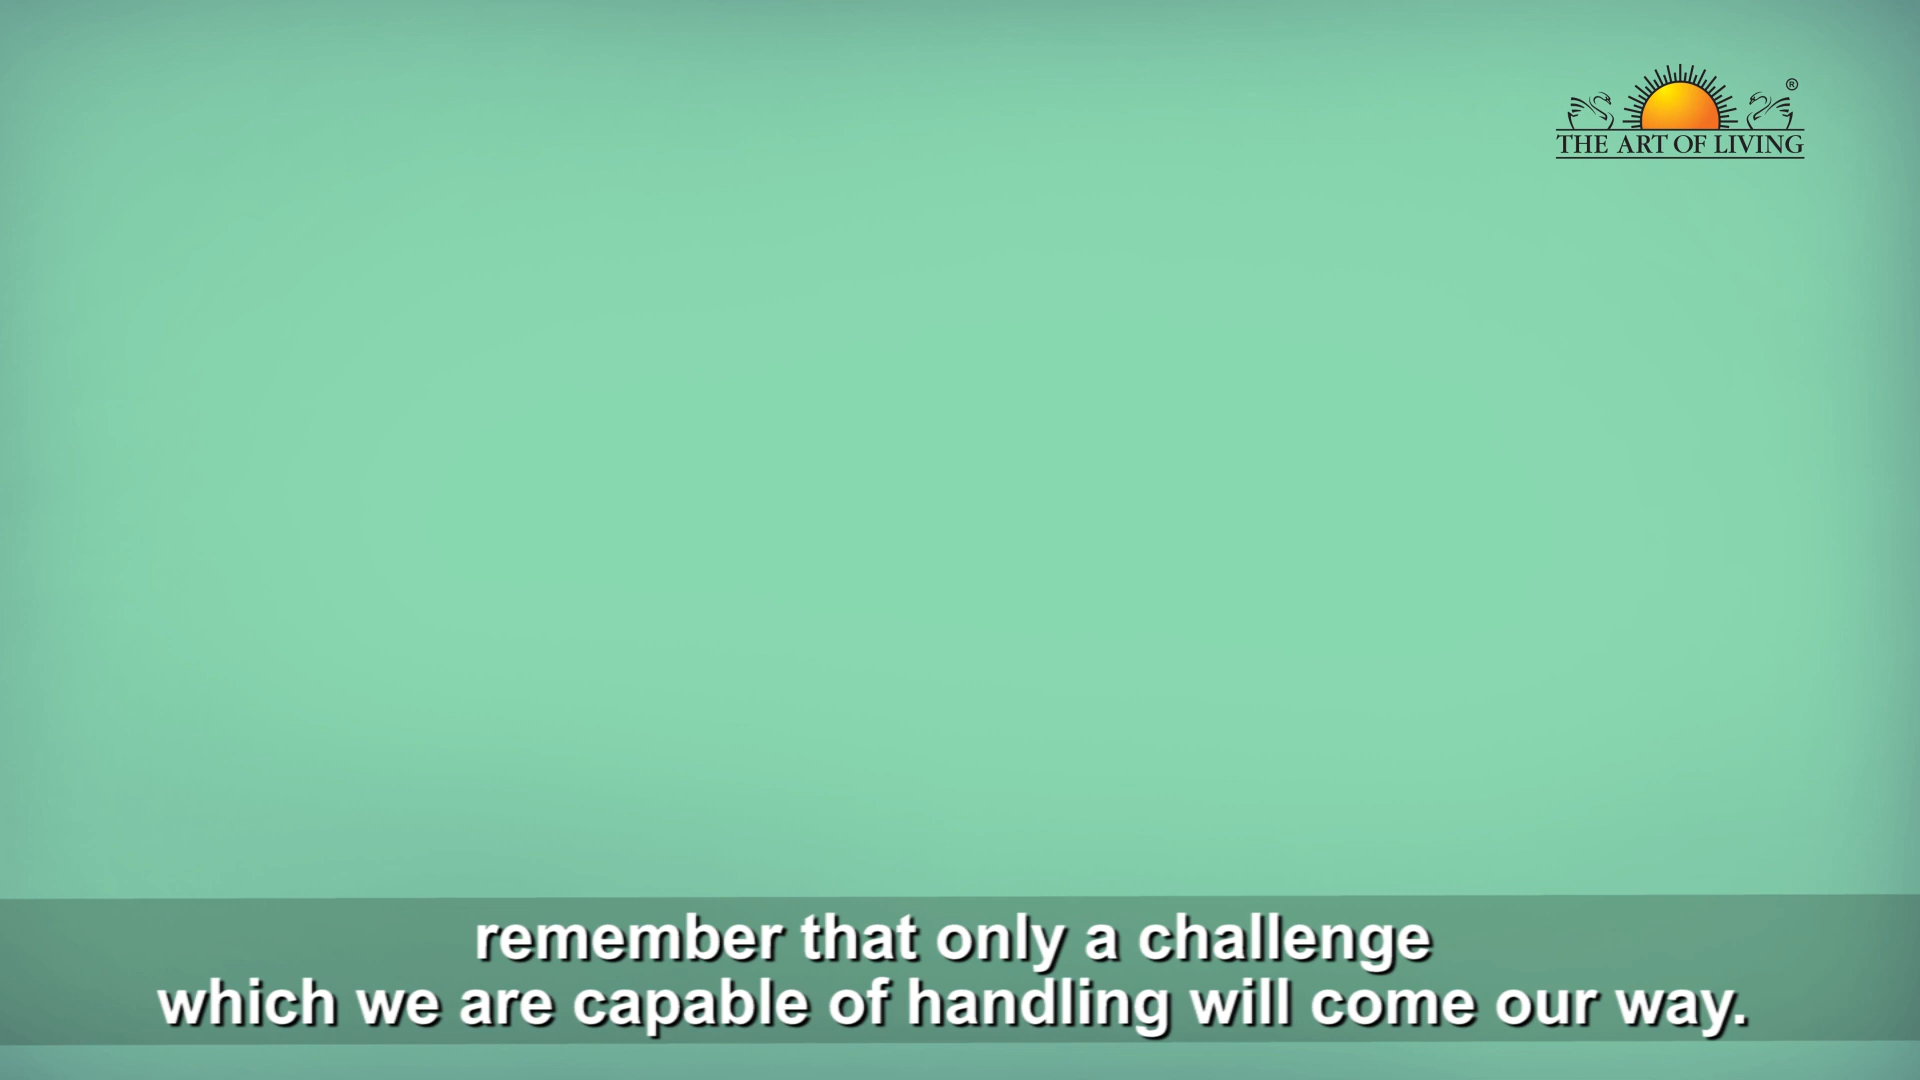 ®
THE ART OF LIVING
remember that only a challenge
which we are capable of handling will come our way.